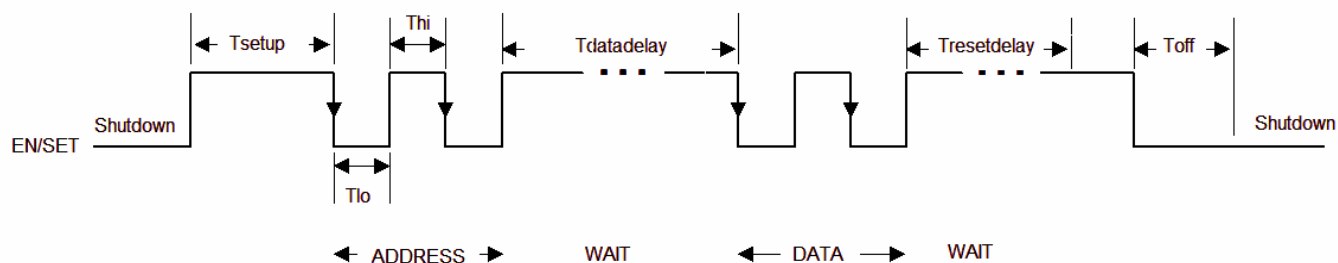 Thi
Tsetup
Tdatadelay
Tresetdelay
Toff
Shutdown
Shutdown
EN/SET
Tlo
ADDRESS
WAIT
DATA
WAIT